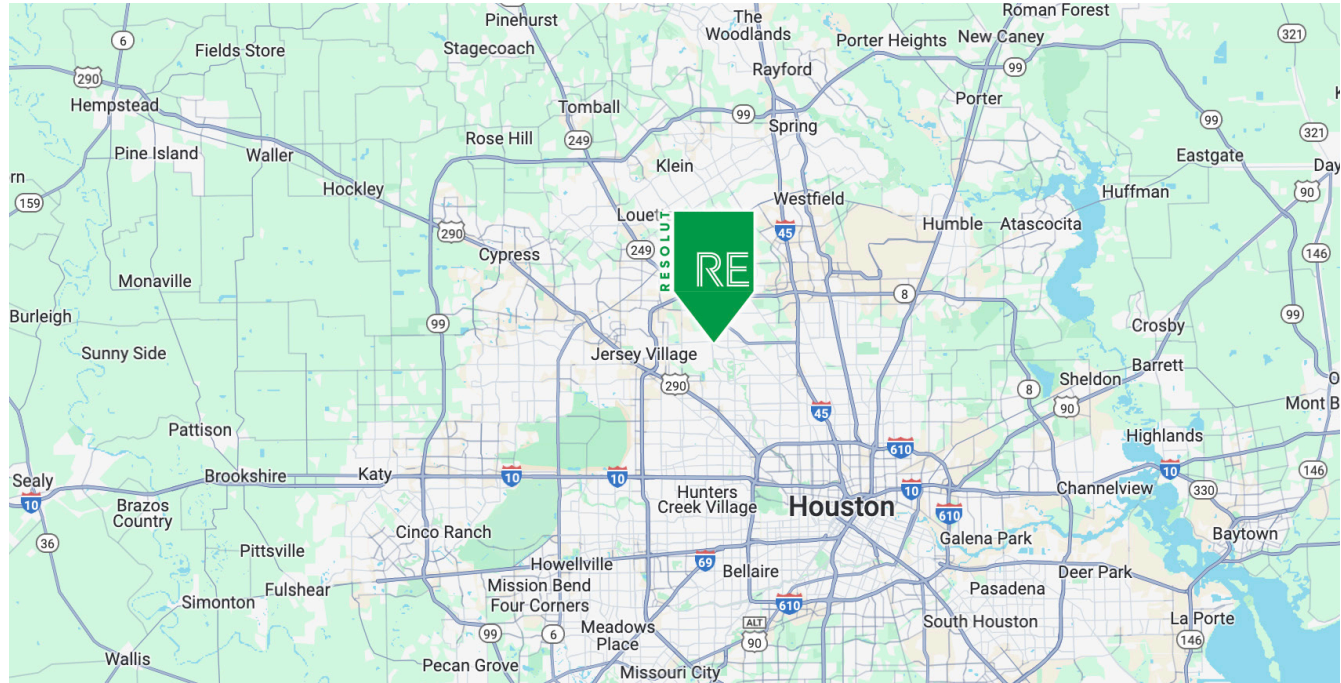 Roman Forest
The
Woodlands
Pinehurst
6
Fields Store
Stagecoach
Porter Heights
New Caney
321
290
Rayford
99
Hempstead
Tomball
Porter
99
99
Spring
249
Rose Hill
321
Pine Island
Waller
Klein
Eastgate
Day
90
rn
159
Hockley
Westfield
Huffman
Louet
Humble
Atascocita
290
45
RESOLUT
RE
249
Cypress
146
Monaville
8
99
Burleigh
99
Crosby
Sunny Side
Jersey Village
Barrett
290
Sheldon
8
90
Mont B
45
Pattison
Highlands
610
Sealy
Brookshire
Katy
10
10
10
146
10
Brazos
Country
Hunters
Creek Village
10
Channelview
330
Houston
610
36
Cinco Ranch
Galena Park
Baytown
Pittsville
Howellville
69
Bellaire
Deer Park
Simonton
Fulshear
Mission Bend
Four Corners
610
Pasadena
La Porte
99
6
Meadows
Place
ALT
90
South Houston
146
Wallis
Pecan Grove
Missouri City